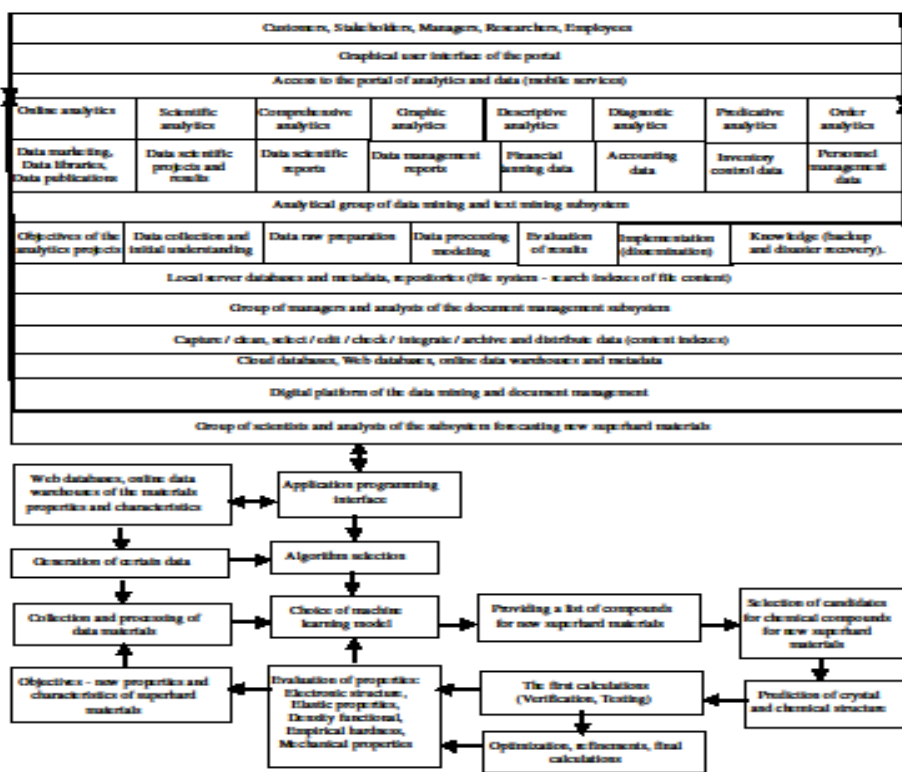 Customers, Stakeholders, Managers, Researchers, Employees
Graphical user interface of the portal
Access to the portal of analytics and data (mobile services)
Online analytics
Scientific
analytics
Comprehensive
analytics
Graphic
analytics
Descriptive
analytics
Diagnostic
analytics
Predicative
analytics
Order
analytics
Data marketing,
Data libraries,
Data publications
Data scientific
projects and
results
Data scientific
reports
Data management
reports
Financial
anning data
Accounting
data
Inventory
control data
Personnel
management
data
Analytical group of data mining and text mining subsystem
Objectives of the
analytics projects
Data collection and
initial understanding
Data raw preparation
Data processing
modeling
Evaluation
of results
Implementation
(dissemination)
Knowledge (backup
and disaster recovery).
Local server databases and metadata, repositories (file system - search indexes of file content)
Group of managers and analysis of the document management subsystem
Capture / clean, select / edit / check / integrate / archive and distribute data (content indexes)
Cloud databases, Web databases, online data warehouses and metadata
Digital platform of the data mining and document management
Group of scientists and analysis of the subsystem forecasting new superhard materials
Web databases, online data
warehouses of the materials
properties and characteristics
Application programming
interface
Generation of certain data
Algorithm selection
Collection and processing of
data materials
Choice of machine
learning model
Providing a list of compounds
for new superhard materials
Selection of candidates
for chemical compounds
for new superhard
materials
Objectives - new properties and
characteristics of superhard
materials
Evaluation of properties:
Electronic structure,
Elastic properties,
Density functional,
Empirical hardness,
Mechanical properties
The first calculations
(Verification, Testing)
Prediction of crystal
and chemical structure
Optimization, refinements, final
calculations